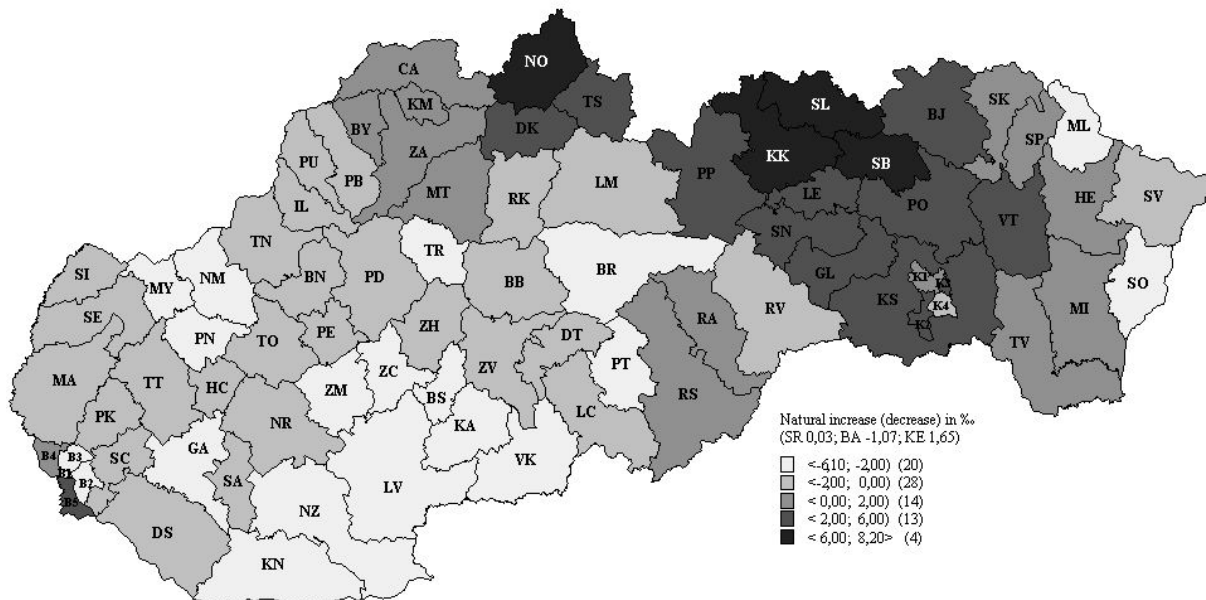 NO
CA
KM
TS
SL
BJ
SK
ML
BY
DK
SP
PU
ZA
KK
SB
PB
MT
RK
LM
PP
LE
PO
VT
HE
SV
IL
TN
TR
SN
SI
NM
BN
PD
BB
BR
GL
K1
K3
SO
MY
KS
K4
SE
PN
TO
PE
ZH
DT
RA
RV
K2
MI
TV
MA
TT
HC
ZM
ZC
BS
ZV
PT
RS
PK
NR
KA
LC
GA
B4
B3
SC
VK
B1
B2
SA
LV
B5
NZ
DS
KN
Natural increase (decrease) in ‰
(SR 0,03; BA -1,07; KE 1,65)
<-6,10; -2,00) (20)
<-2,00; 0,00) (28)
< 0,00; 2,00) (14)
< 2,00; 6,00) (13)
< 6,00; 8,20> (4)